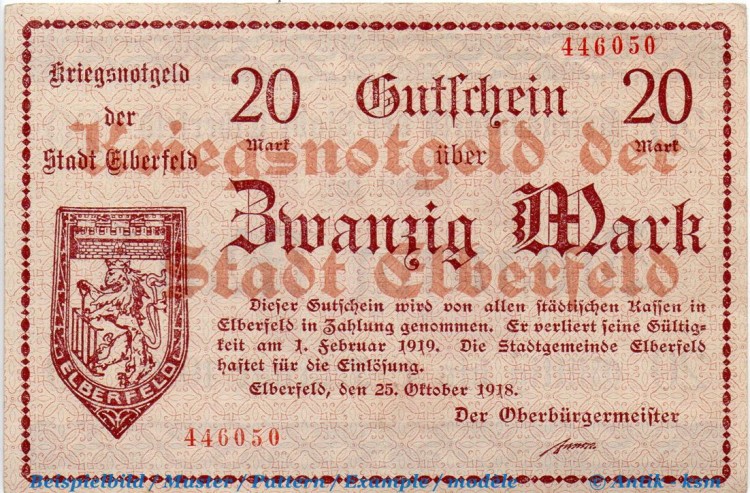 446050
Kriegsnotgeld
der
Stadt Elberfeld
20
Mark
Gutschein
über
20
Mark
Kriegsnotgeld der
Stadt Elberfeld
Zwanzig Mark
Dieser Gutschein wird von allen städtischen Kassen in
Elberfeld in Zahlung genommen. Er verliert seine Gültig-
keit am 1. Februar 1919. Die Stadtgemeinde Elberfeld
haftet für die Einlösung.
Elberfeld, den 25. Oktober 1918.
Der Oberbürgermeister
ELBERFELD
446050
Beispielbild / Muster / Pattern / Example / modèle
© Antik - ksm